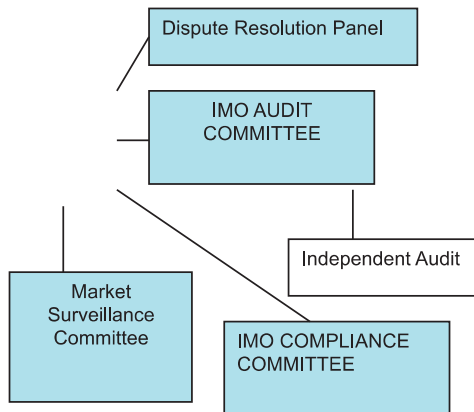 Dispute Resolution Panel
IMO AUDIT
COMMITTEE
Independent Audit
Market
Surveillance
Committee
IMO COMPLIANCE
COMMITTEE